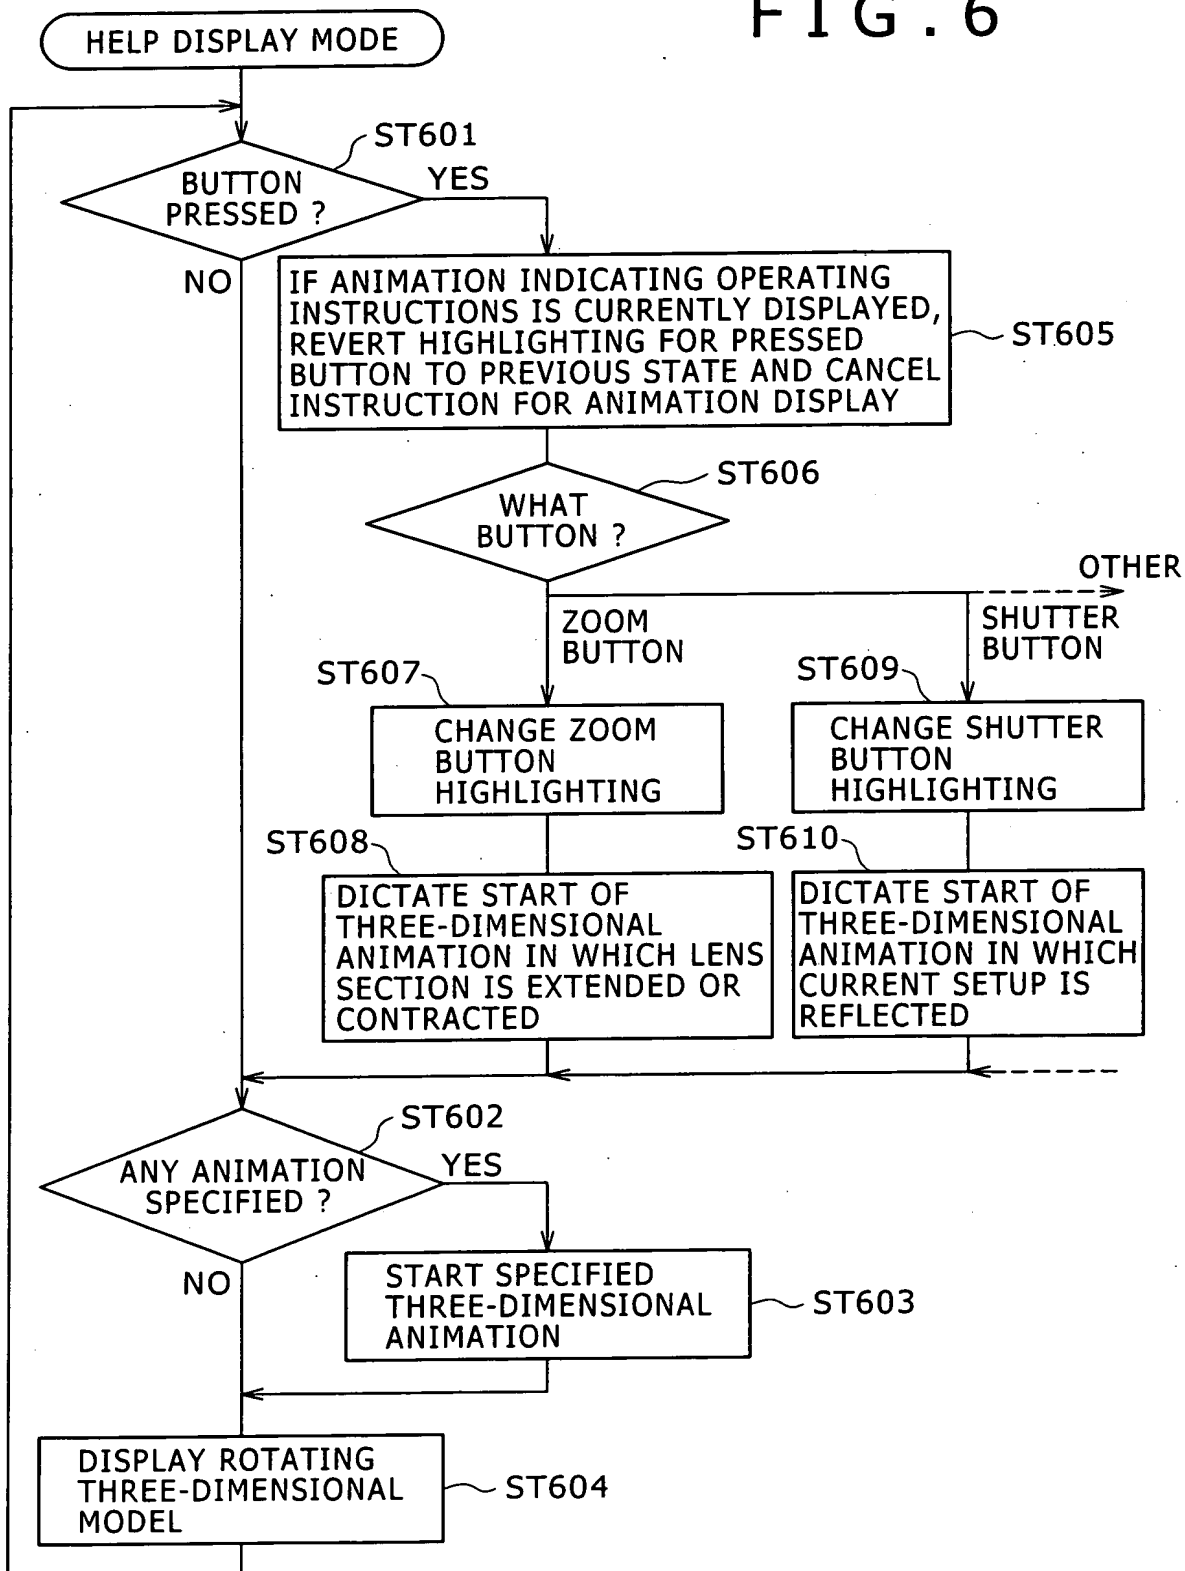 FIG.6
HELP DISPLAY MODE
ST601
BUTTON
PRESSED ?
YES
NO
IF ANIMATION INDICATING OPERATING
INSTRUCTIONS IS CURRENTLY DISPLAYED,
REVERT HIGHLIGHTING FOR PRESSED
BUTTON TO PREVIOUS STATE AND CANCEL
INSTRUCTION FOR ANIMATION DISPLAY
ST605
ST606
WHAT
BUTTON ?
OTHER
ZOOM
BUTTON
SHUTTER
BUTTON
ST607
CHANGE ZOOM
BUTTON
HIGHLIGHTING
ST609
CHANGE SHUTTER
BUTTON
HIGHLIGHTING
ST608
DICTATE START OF
THREE-DIMENSIONAL
ANIMATION IN WHICH LENS
SECTION IS EXTENDED OR
CONTRACTED
ST610
DICTATE START OF
THREE-DIMENSIONAL
ANIMATION IN WHICH
CURRENT SETUP IS
REFLECTED
ST602
ANY ANIMATION
SPECIFIED ?
YES
NO
START SPECIFIED
THREE-DIMENSIONAL
ANIMATION
ST603
DISPLAY ROTATING
THREE-DIMENSIONAL
MODEL
ST604